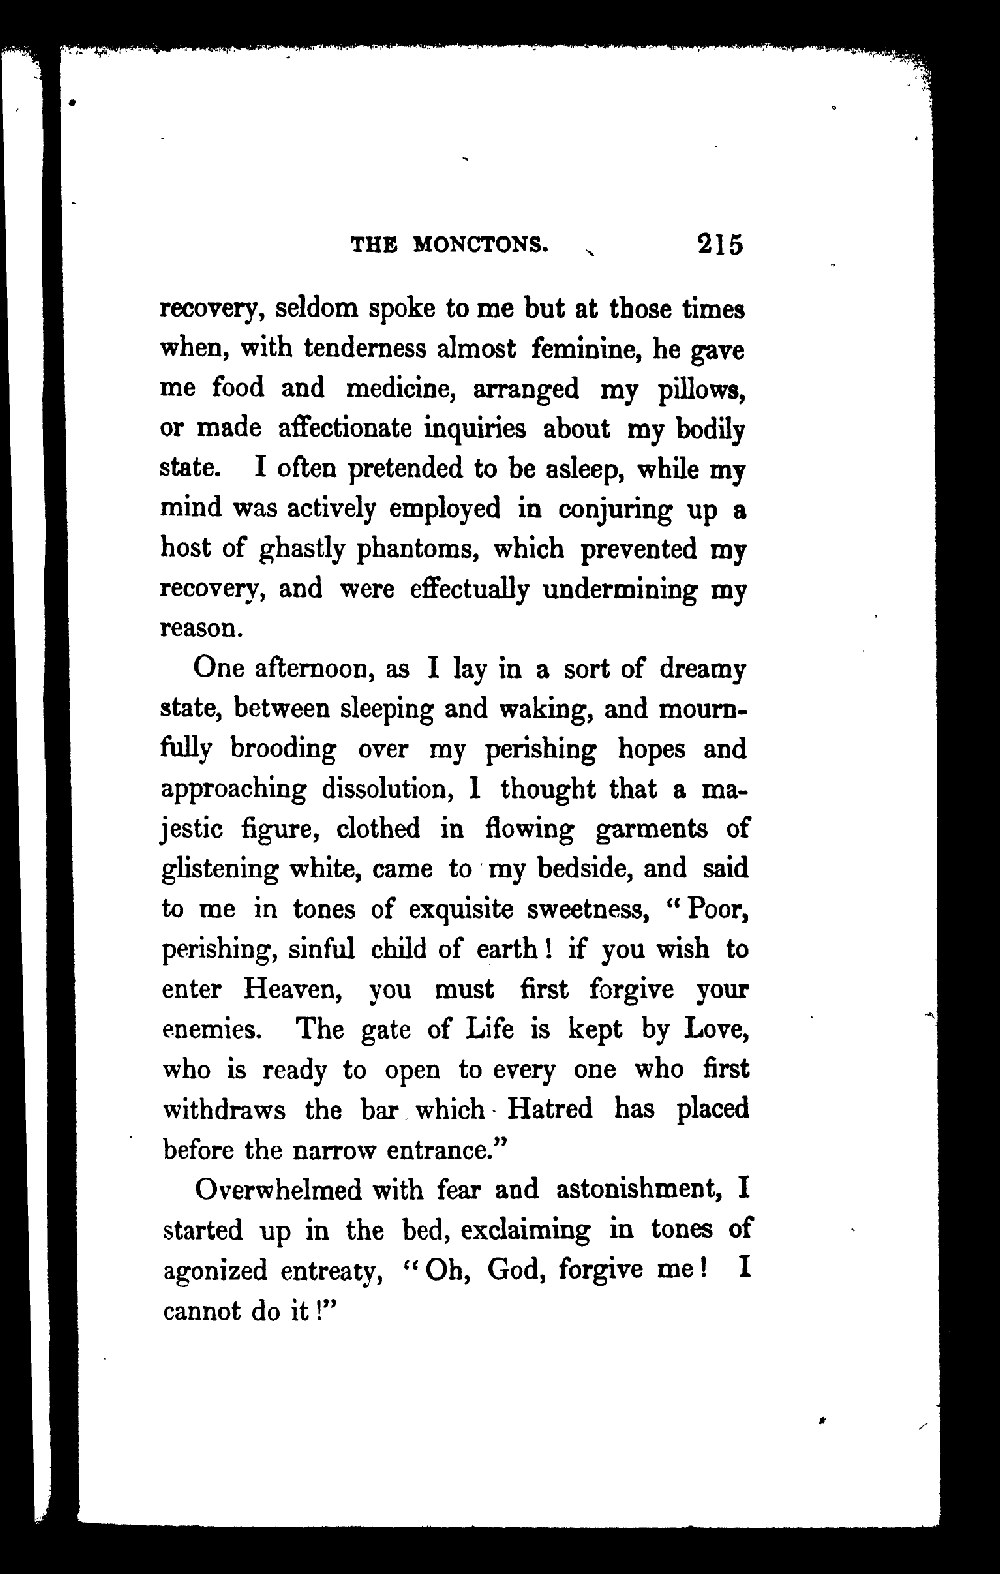 THE MONCTONS. 215
recovery, seldom spoke to me but at those times
when, with tenderness almost feminine, he gave
me food and medicine, arranged my pillows,
or made affectionate inquiries about my bodily
state. I often pretended to be asleep, while my
mind was actively employed in conjuring up a
host of ghastly phantoms, which prevented my
recovery, and were effectually undermining my
reason.
One afternoon, as I lay in a sort of dreamy
state, between sleeping and waking, and mourn-
fully brooding over my perishing hopes and
approaching dissolution, I thought that a ma-
jestic figure, clothed in flowing garments of
glistening white, came to my bedside, and said
to me in tones of exquisite sweetness, “Poor,
perishing, sinful child of earth! if you wish to
enter Heaven, you must first forgive your
enemies. The gate of Life is kept by Love,
who is ready to open to every one who first
withdraws the bar which Hatred has placed
before the narrow entrance.”
Overwhelmed with fear and astonishment, I
started up in the bed, exclaiming in tones of
agonized entreaty, “Oh, God, forgive me! I
cannot do it!”